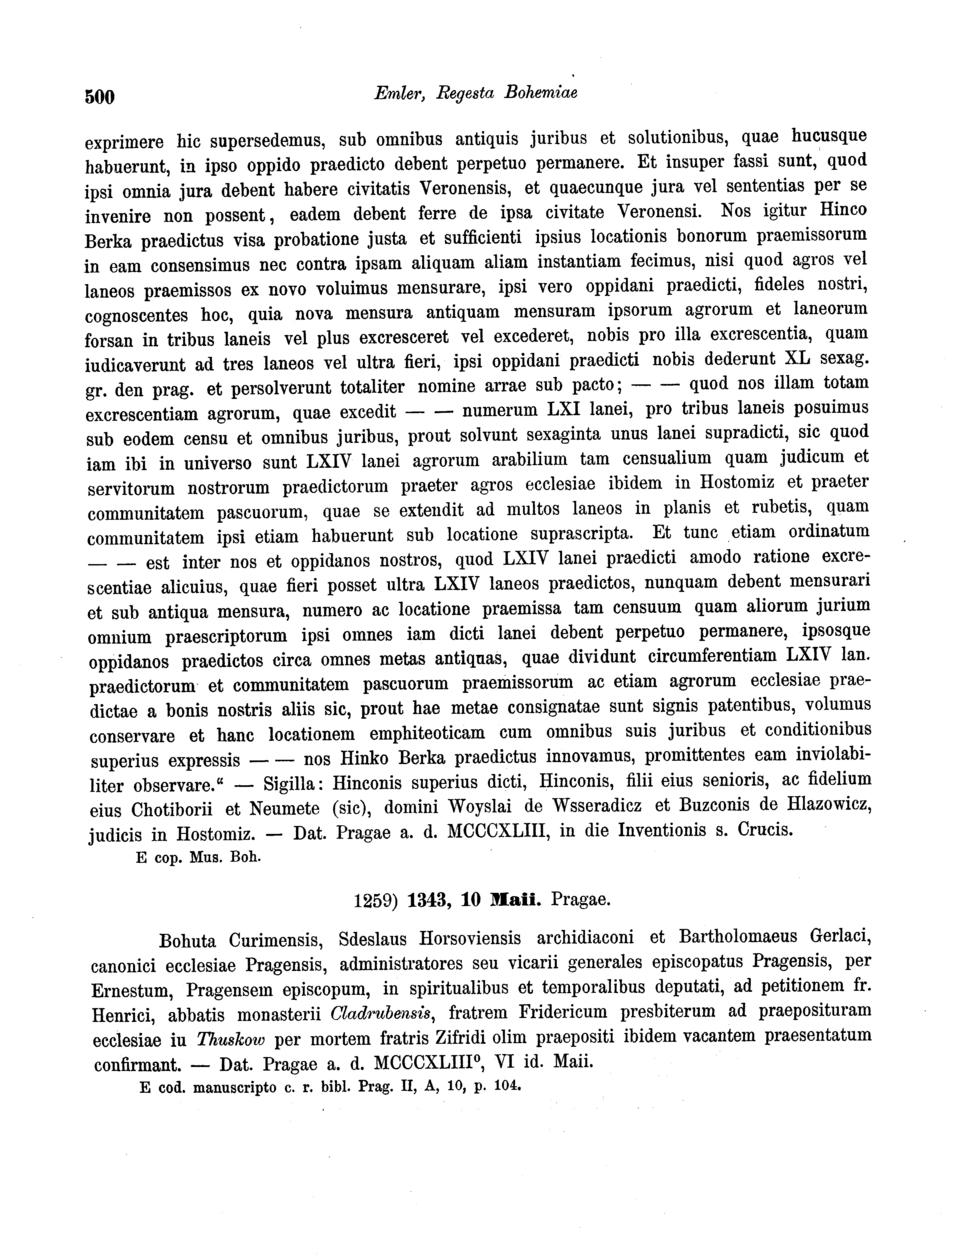 500 Emler, Regesta Bohemiae
exprimere hic supersedemus, sub omnibus antiquis juribus et solutionibus, quae hucusque
habuerunt, in ipso oppido praedicto debent perpetuo permanere. Et insuper fassi sunt, quod
ipsi omnia jura debent habere civitatis Veronensis, et quaecunque jura vel sententias per se
invenire non possent, eadem debent ferre de ipsa civitate Veronensi. Nos igitur Hinco
Berka praedictus visa probatione justa et sufficienti ipsius locationis bonorum praemissorum
in eam consensimus nec contra ipsam aliquam aliam instantiam fecimus, nisi quod agros vel
laneos praemissos ex novo voluimus mensurare, ipsi vero oppidani praedicti, fideles nostri,
cognoscentes hoc, quia nova mensura antiquam mensuram ipsorum agrorum et laneorum
forsan in tribus laneis vel plus excresceret vel excederet, nobis pro illa excrescentia, quam
iudicaverunt ad tres laneos vel ultra fieri, ipsi oppidani praedicti nobis dederunt XL sexag.
gr. den prag. et persolverunt totaliter nomine arrae sub pacto; — — quod nos illam totam
excrescentiam agrorum, quae excedit — — numerum LXI lanei, pro tribus laneis posuimus
sub eodem censu et omnibus juribus, prout solvunt sexaginta unus lanei supradicti, sic quod
iam ibi in universo sunt LXIV lanei agrorum arabilium tam censualium quam judicum et
servitorum nostrorum praedictorum praeter agros ecclesiae ibidem in Hostomiz et praeter
communitatem pascuorum, quae se extendit ad multos laneos in planis et rubetis, quam
communitatem ipsi etiam habuerunt sub locatione suprascripta. Et tunc etiam ordinatum
— — est inter nos et oppidanos nostros, quod LXIV lanei praedicti amodo ratione excre-
scentiae alicuius, quae fieri posset ultra LXIV laneos praedictos, nunquam debent mensurari
et sub antiqua mensura, numero ac locatione praemissa tam censuum quam aliorum jurium
omnium praescriptorum ipsi omnes iam dicti lanei debent perpetuo permanere, ipsosque
oppidanos praedictos circa omnes metas antiquas, quae dividunt circumferentiam LXIV lan.
praedictorum et communitatem pascuorum praemissorum ac etiam agrorum ecclesiae prae-
dictae a bonis nostris aliis sic, prout hae metae consignatae sunt signis patentibus, volumus
conservare et hanc locationem emphiteoticam cum omnibus suis juribus et conditionibus
superius expressis — — nos Hinko Berka praedictus innovamus, promittentes eam inviolabi-
liter observare.“ — Sigilla: Hinconis superius dicti, Hinconis, filii eius senioris, ac fidelium
eius Chotiborii et Neumete (sic), domini Woyslai de Wsseradicz et Buzconis de Hlazowicz,
judicis in Hostomiz. — Dat. Pragae a. d. MCCCXLIII, in die Inventionis s. Crucis.
E cop. Mus. Boh.
1259) 1343, 10 Maii. Pragae.
Bohuta Curimensis, Sdeslaus Horsoviensis archidiaconi et Bartholomaeus Gerlaci,
canonici ecclesiae Pragensis, administratores seu vicarii generales episcopatus Pragensis, per
Ernestum, Pragensem episcopum, in spiritualibus et temporalibus deputati, ad petitionem fr.
Henrici, abbatis monasterii Cladrubensis, fratrem Fridericum presbiterum ad praeposituram
ecclesiae iu Thuskow per mortem fratris Zifridi olim praepositi ibidem vacantem praesentatum
confirmant. — Dat. Pragae a. d. MCCCXLIII⁰, VI id. Maii.
E cod. manuscripto c. r. bibl. Prag. II, A, 10, p. 104.